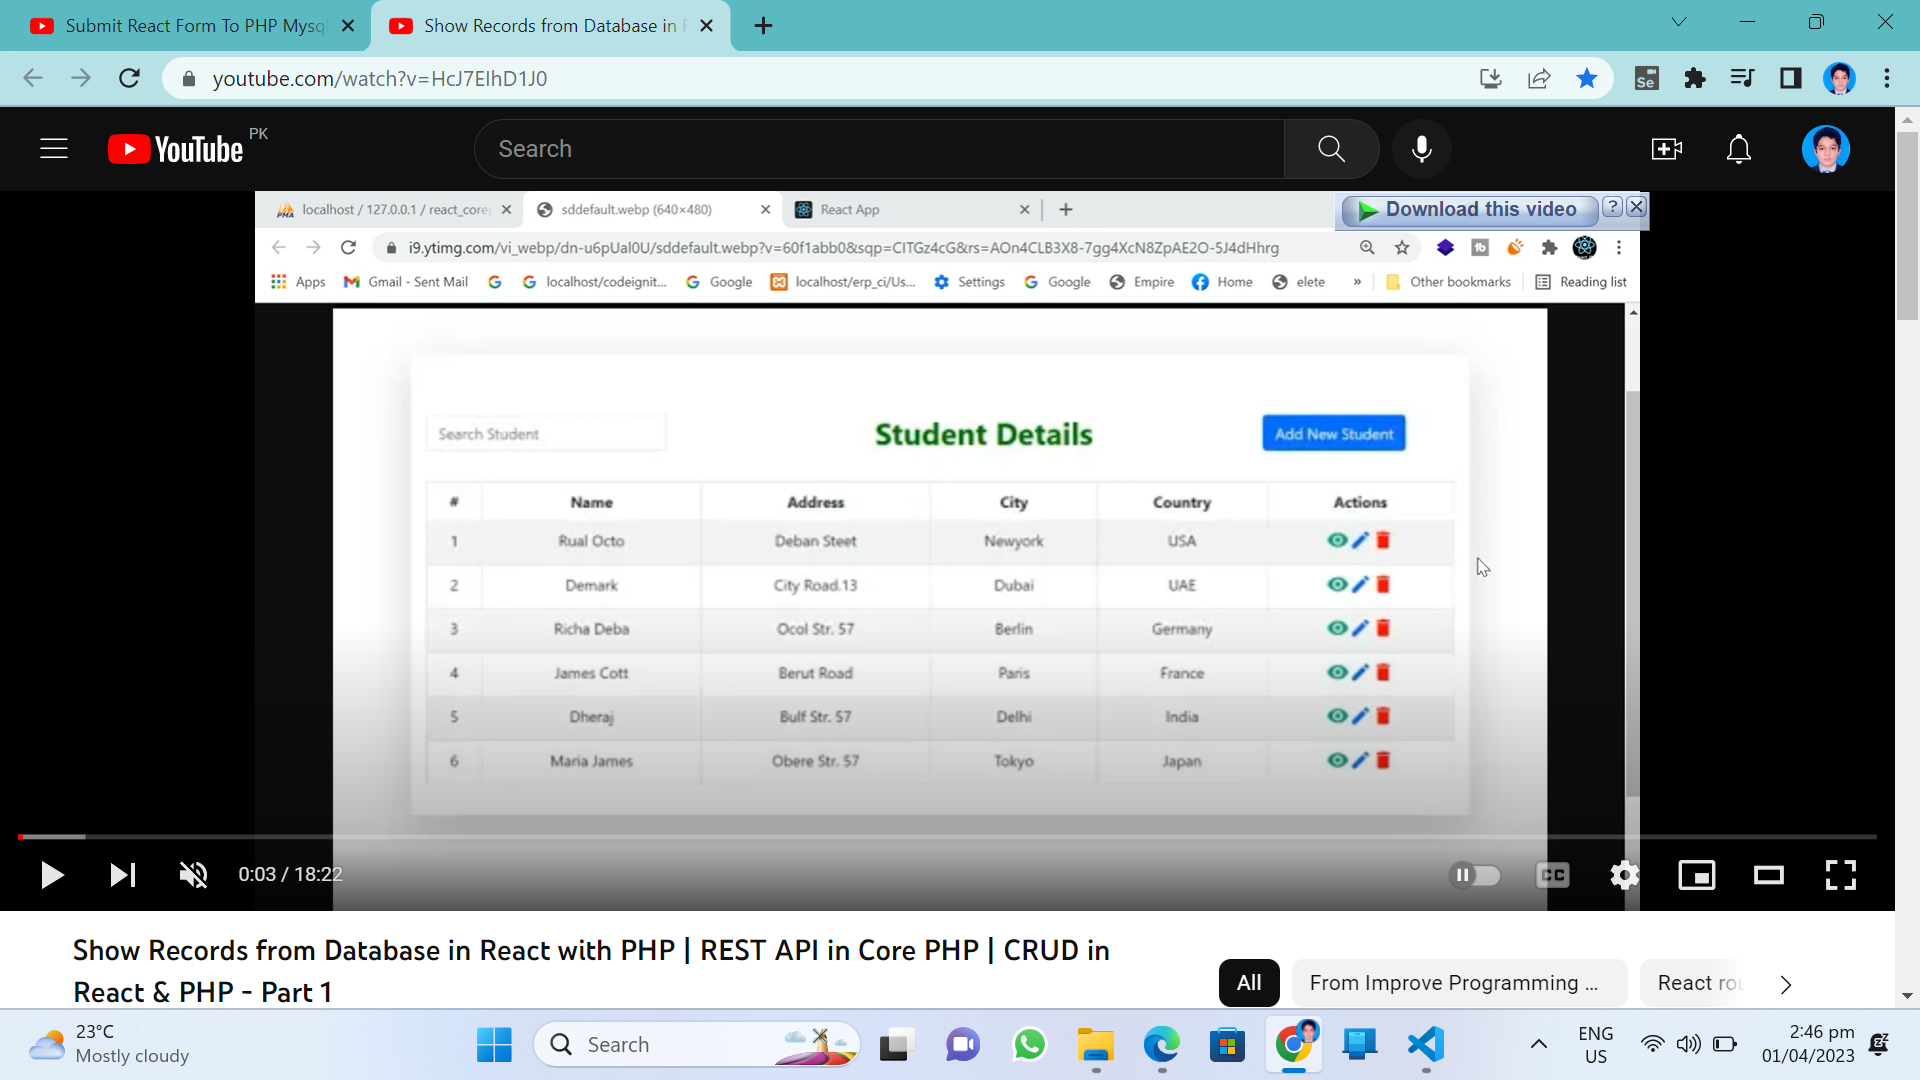 Submit React Form To PHP Mysql
Show Records from Database in
youtube.com/watch?v=HcJ7EIhD1J0
Se
YouTube PK
Search
localhost / 127.0.0.1 / react_core
sddefault.webp (640×480)
React App
Download this video
?
i9.ytimg.com/vi_webp/dn-u6pUaI0U/sddefault.webp?v=60f1abb0&sqp=CITGz4cG&rs=AOn4CLB3X8-7gg4XcN8ZpAE2O-5J4dHhrg
Apps
Gmail - Sent Mail
localhost/codeignit...
Google
localhost/erp_ci/Us...
Settings
Google
Empire
Home
elete
»
Other bookmarks
Reading list
Search Student
Student Details
Add New Student
# Name Address City Country Actions
1 Rual Octo Deban Steet Newyork USA
2 Demark City Road.13 Dubai UAE
3 Richa Deba Ocol Str. 57 Berlin Germany
4 James Cott Berut Road Paris France
5 Dheraj Bulf Str. 57 Delhi India
6 Maria James Obere Str. 57 Tokyo Japan
0:03 / 18:22
CC
Show Records from Database in React with PHP | REST API in Core PHP | CRUD in
React & PHP - Part 1
All
From Improve Programming ...
React rou
23°C
Mostly cloudy
Search
ENG
US
2:46 pm
01/04/2023